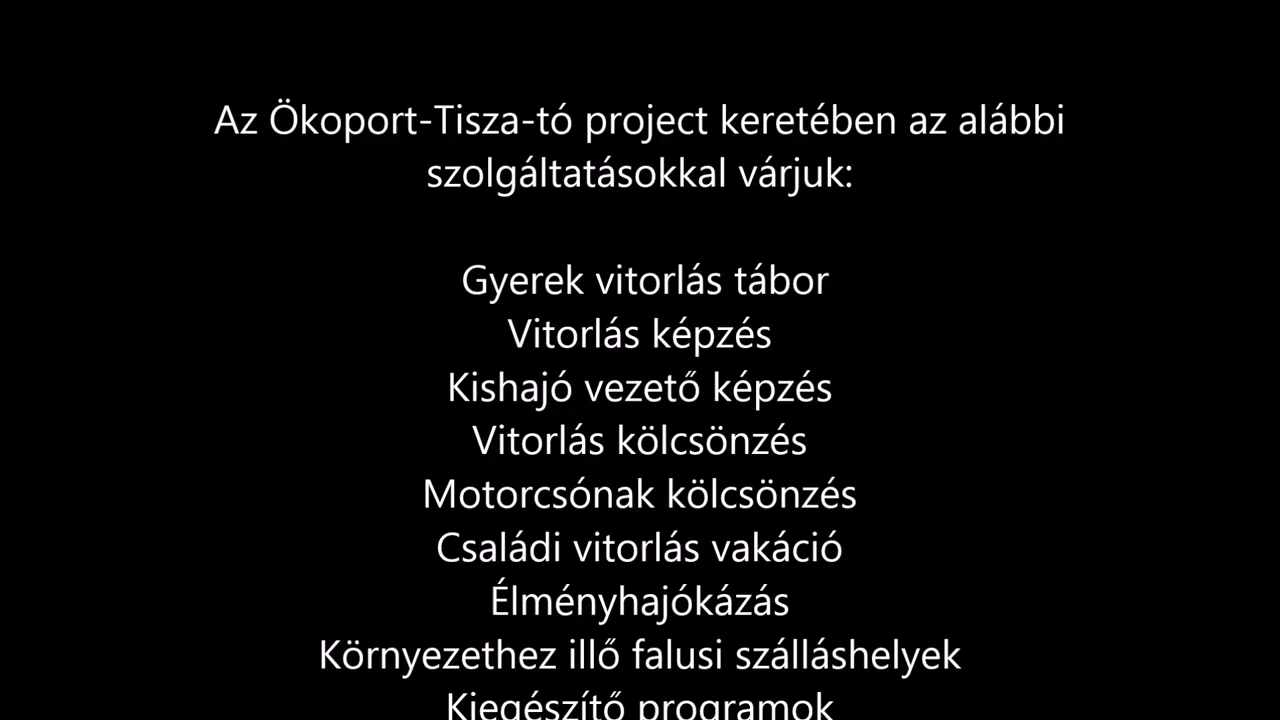 Az Ökoport-Tisza-tó project keretében az alábbi
szolgáltatásokkal várjuk:
Gyerek vitorlás tábor
Vitorlás képzés
Kishajó vezető képzés
Vitorlás kölcsönzés
Motorcsónak kölcsönzés
Családi vitorlás vakáció
Élményhajókázás
Környezethez illő falusi szálláshelyek
Kiegészítő programok